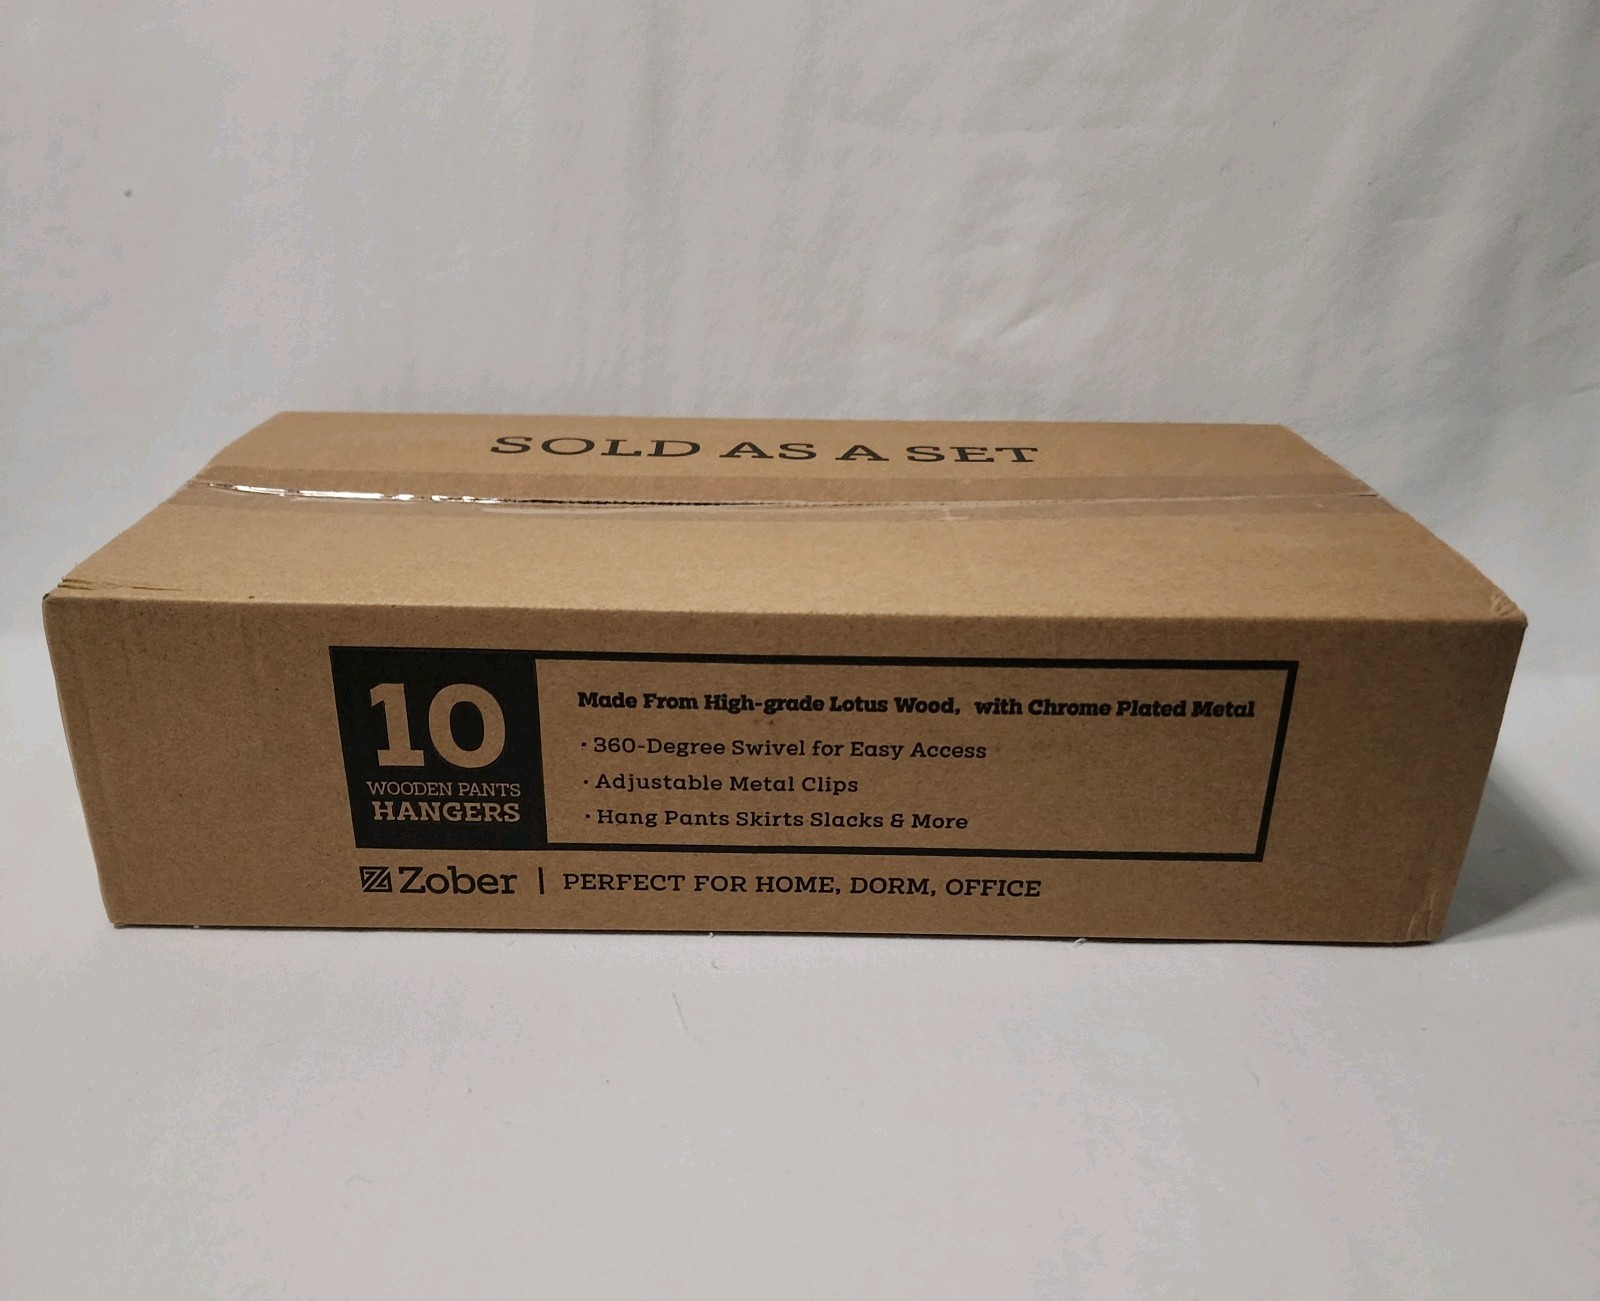 SOLD AS A SET
10
WOODEN PANTS
HANGERS
Made From High-grade Lotus Wood, with Chrome Plated Metal
· 360-Degree Swivel for Easy Access
· Adjustable Metal Clips
· Hang Pants Skirts Slacks & More
Zober | PERFECT FOR HOME, DORM, OFFICE